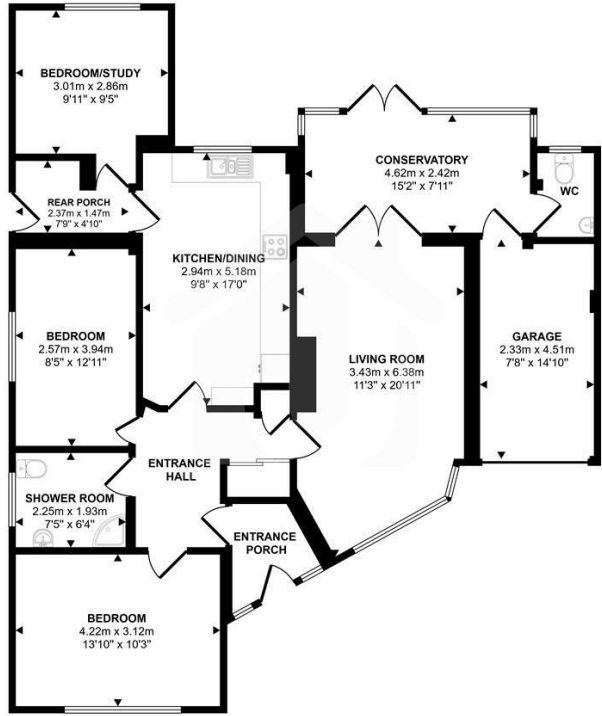 BEDROOM/STUDY
3.01m x 2.86m
9'11" x 9'5"
CONSERVATORY
4.62m x 2.42m
15'2" x 7'11"
WC
REAR PORCH
2.37m x 1.47m
7'9" x 4'10"
KITCHEN/DINING
2.94m x 5.18m
9'8" x 17'0"
BEDROOM
2.57m x 3.94m
8'5" x 12'11"
LIVING ROOM
3.43m x 6.38m
11'3" x 20'11"
GARAGE
2.33m x 4.51m
7'8" x 14'10"
ENTRANCE
HALL
SHOWER ROOM
2.25m x 1.93m
7'5" x 6'4"
ENTRANCE
PORCH
BEDROOM
4.22m x 3.12m
13'10" x 10'3"